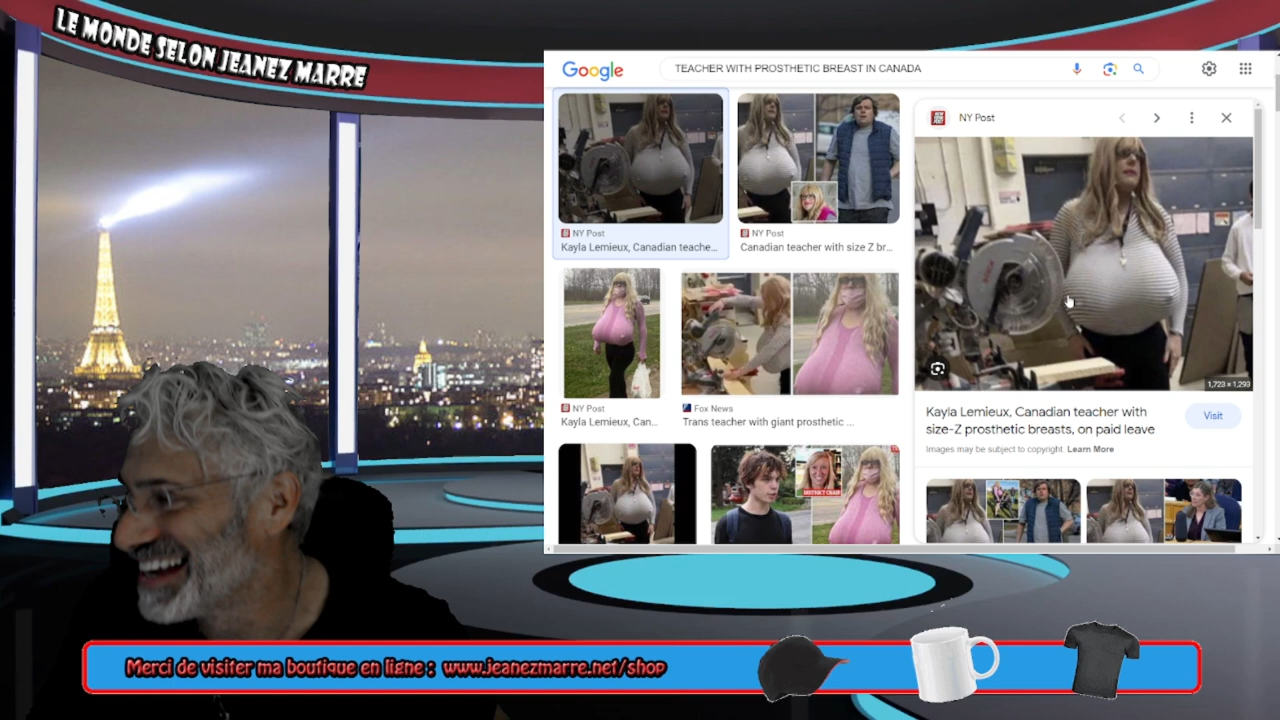 LE MONDE SELON JEANEZ MARRE
Google
TEACHER WITH PROSTHETIC BREAST IN CANADA
NY Post
NY Post
Kayla Lemieux, Canadian teache...
NY Post
Canadian teacher with size Z br...
1,723 × 1,293
NY Post
Kayla Lemieux, Can...
Fox News
Trans teacher with giant prosthetic ...
Kayla Lemieux, Canadian teacher with
size-Z prosthetic breasts, on paid leave
Visit
Images may be subject to copyright. Learn More
DISTRICT CHAIR
Merci de visiter ma boutique en ligne : www.jeanezmarre.net/shop